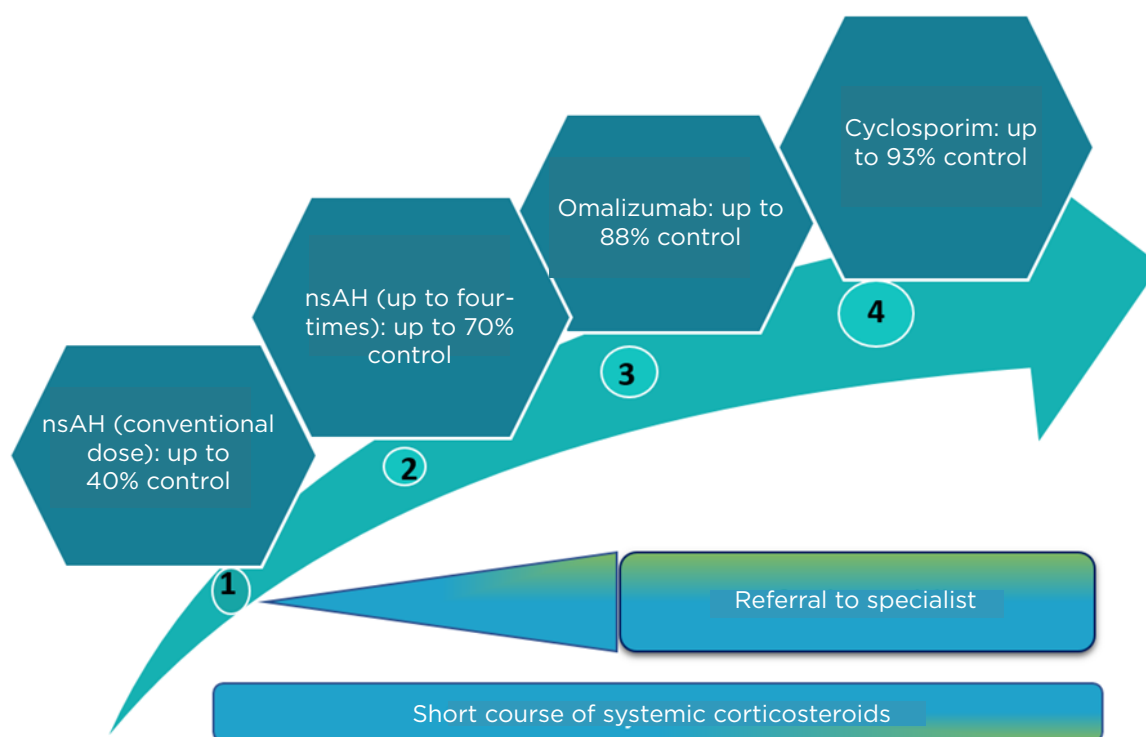 nsAH (conventional
dose): up to
40% control
1
nsAH (up to four-
times): up to 70%
control
2
Omalizumab: up to
88% control
3
Cyclosporim: up
to 93% control
4
Referral to specialist
Short course of systemic corticosteroids